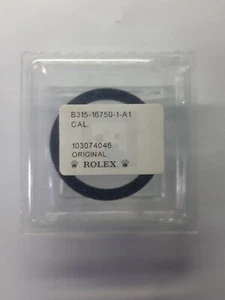 B315-16750-1-A1
CAL.
103074046
ORIGINAL
ROLEX